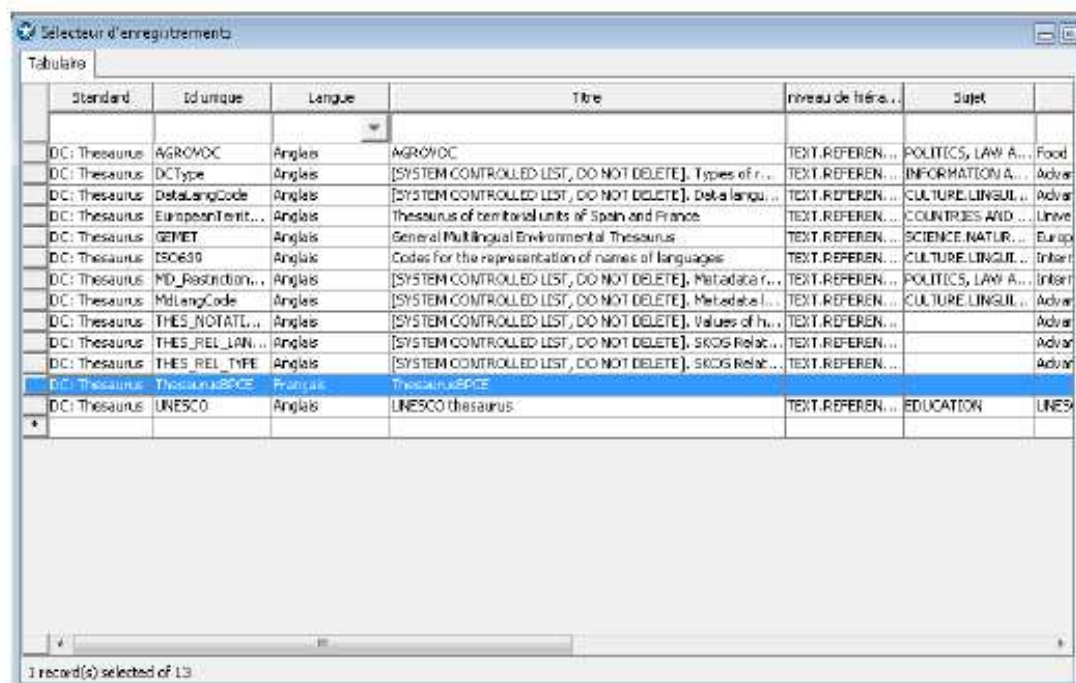 Sélecteur d'enregistrements
Tabulaire
Standard Id unique Langue Titre niveau de hiéra... Sujet
DC: Thesaurus AGROVOC Anglais AGROVOC TEXT.REFEREN... POLITICS, LAW A... Food
DC: Thesaurus DCType Anglais [SYSTEM CONTROLLED LIST, DO NOT DELETE]. Types of r... TEXT.REFEREN... INFORMATION A... Advar
DC: Thesaurus DataLangCode Anglais [SYSTEM CONTROLLED LIST, DO NOT DELETE]. Data langu... TEXT.REFEREN... CULTURE.LINGUI... Advar
DC: Thesaurus EuropeanTerrit... Anglais Thesaurus of territorial units of Spain and France TEXT.REFEREN... COUNTRIES AND ... Unive
DC: Thesaurus GEMET Anglais General Multilingual Environmental Thesaurus TEXT.REFEREN... SCIENCE.NATUR... Europ
DC: Thesaurus ISO639 Anglais Codes for the representation of names of languages TEXT.REFEREN... CULTURE.LINGUI... Intern
DC: Thesaurus MD_Restriction... Anglais [SYSTEM CONTROLLED LIST, DO NOT DELETE]. Metadata r... TEXT.REFEREN... POLITICS, LAW A... Intern
DC: Thesaurus MdLangCode Anglais [SYSTEM CONTROLLED LIST, DO NOT DELETE]. Metadata l... TEXT.REFEREN... CULTURE.LINGUI... Advar
DC: Thesaurus THES_NOTATI... Anglais [SYSTEM CONTROLLED LIST, DO NOT DELETE]. Values of h... TEXT.REFEREN... Advar
DC: Thesaurus THES_REL_LAN... Anglais [SYSTEM CONTROLLED LIST, DO NOT DELETE]. SKOS Relat... TEXT.REFEREN... Advar
DC: Thesaurus THES_REL_TYPE Anglais [SYSTEM CONTROLLED LIST, DO NOT DELETE]. SKOS Relat... TEXT.REFEREN... Advar
DC: Thesaurus ThesaurusBPCE Français ThesaurusBPCE
DC: Thesaurus UNESCO Anglais UNESCO thesaurus TEXT.REFEREN... EDUCATION UNES
*
1 record(s) selected of 13